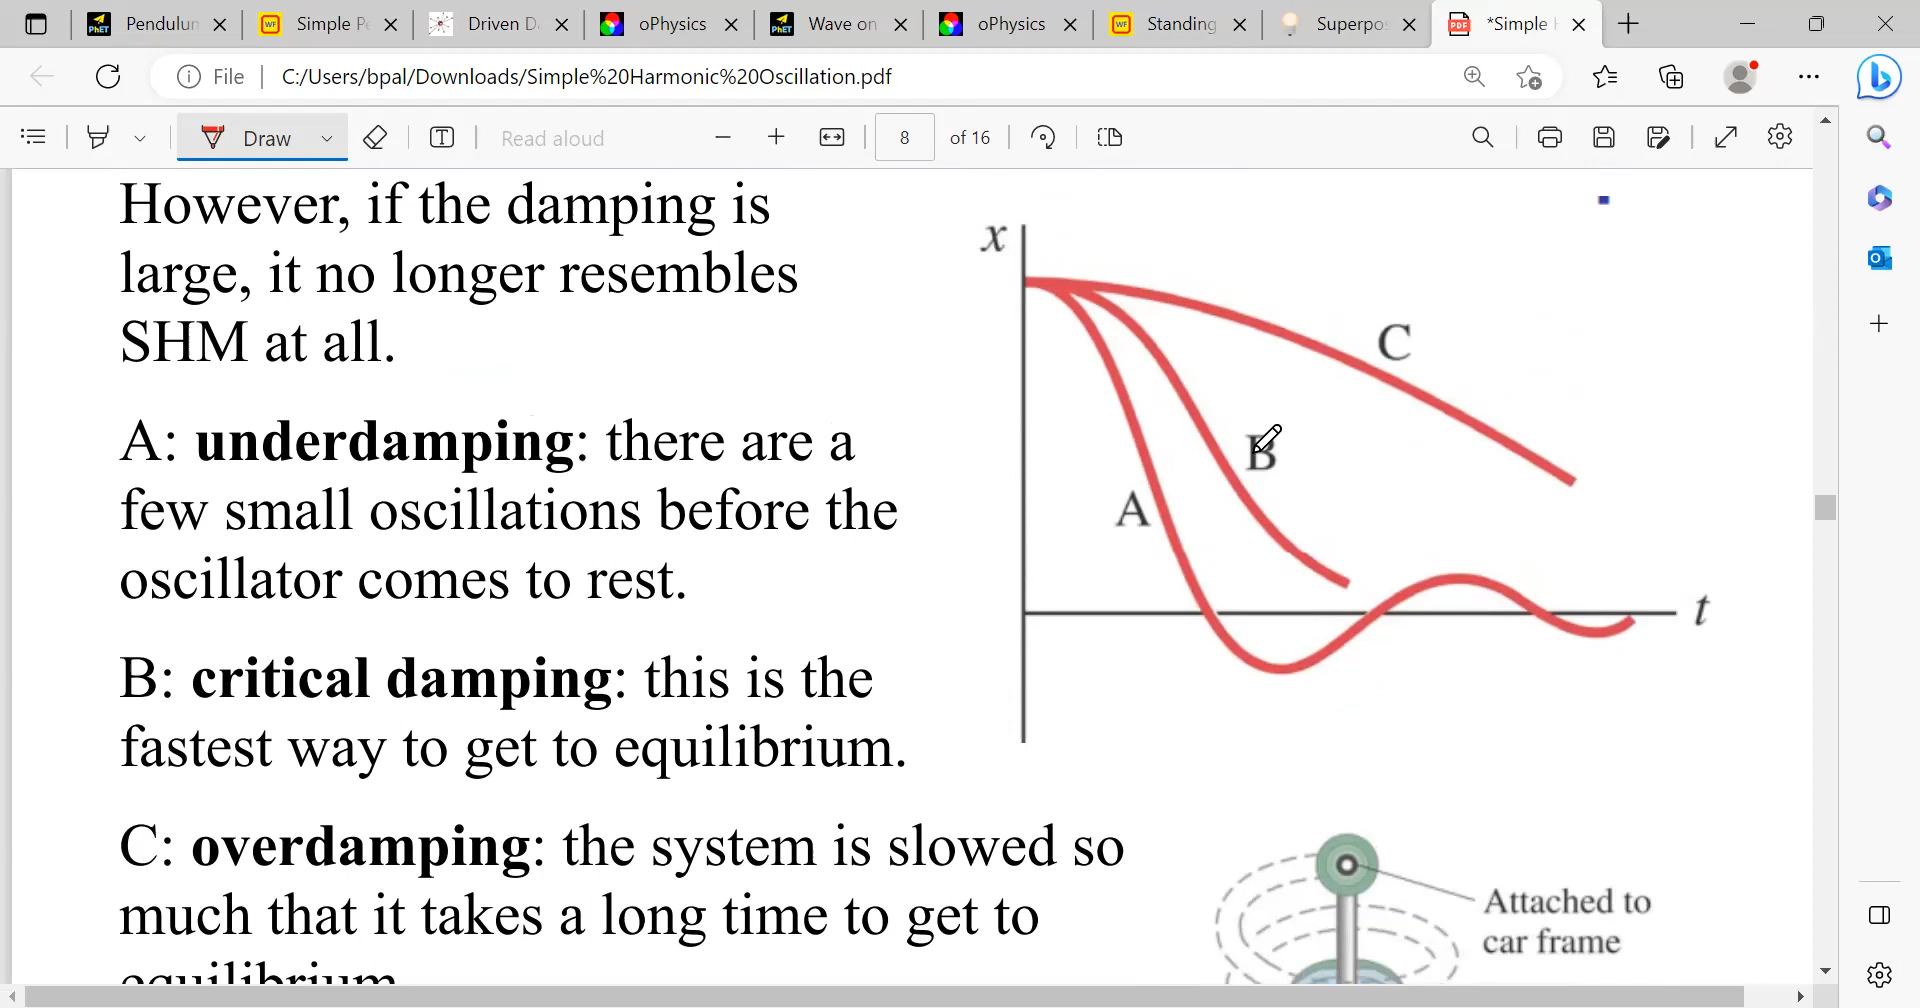 Pendulun
Simple Pe
Driven D
oPhysics
Wave on
oPhysics
Standing
Superpos
*Simple H
File
C:/Users/bpal/Downloads/Simple%20Harmonic%20Oscillation.pdf
Draw
Read aloud
8
of 16
However, if the damping is
large, it no longer resembles
SHM at all.
A: underdamping: there are a
few small oscillations before the
oscillator comes to rest.
B: critical damping: this is the
fastest way to get to equilibrium.
C: overdamping: the system is slowed so
much that it takes a long time to get to
equilibrium
x
C
B
A
t
Attached to
car frame